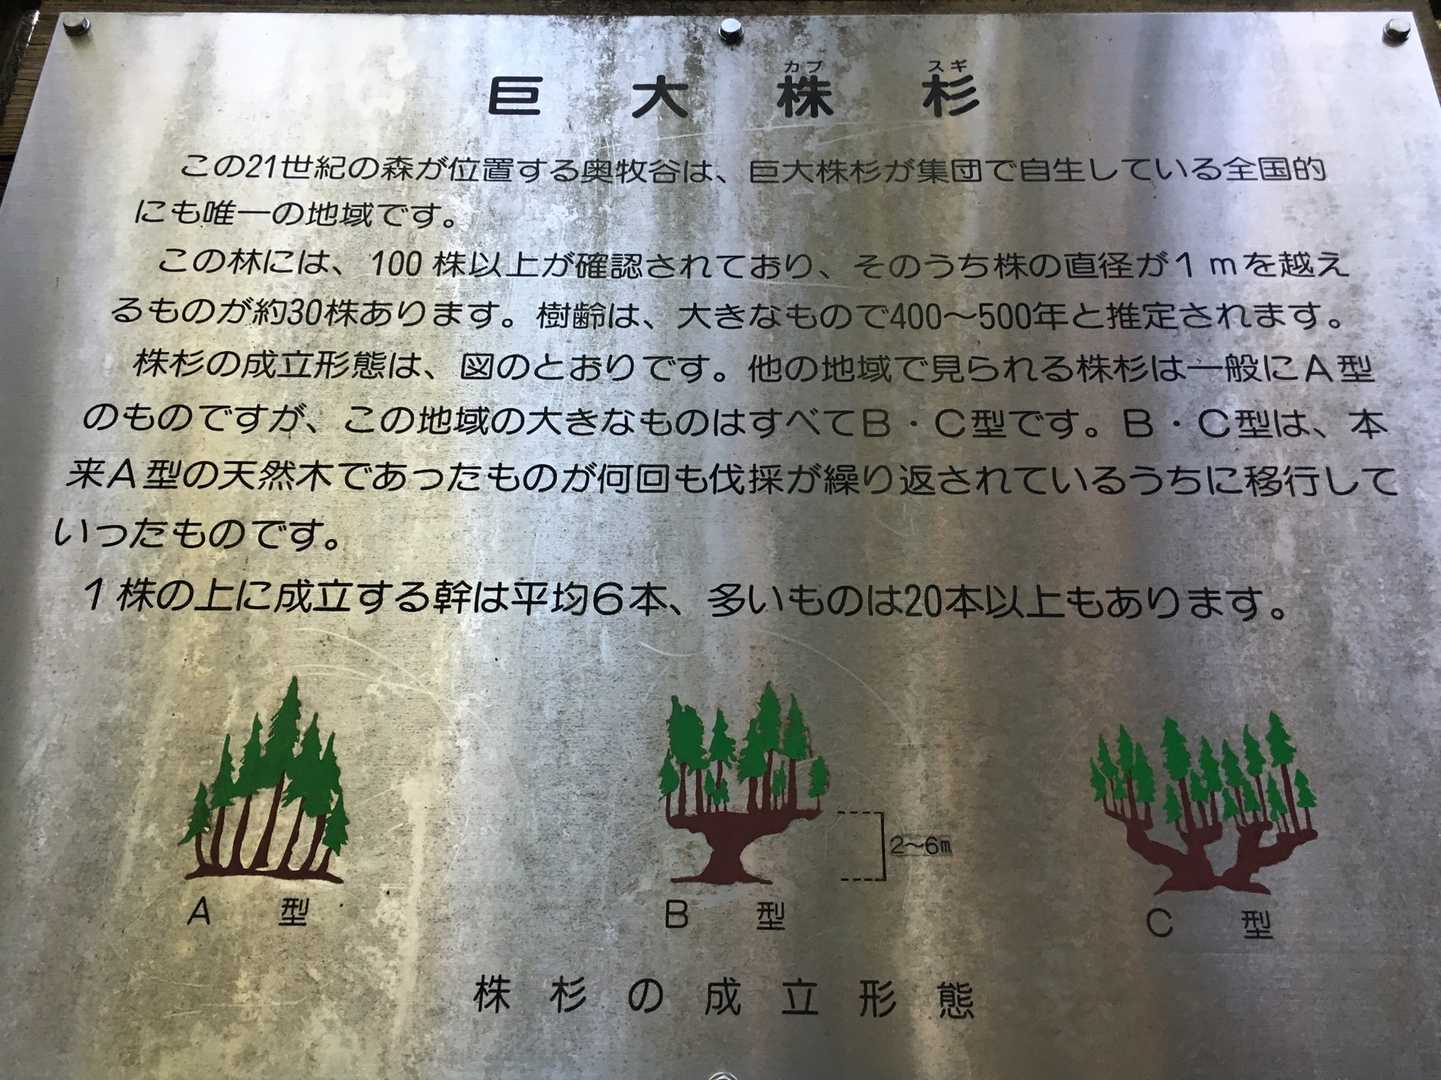 カブ スギ
巨大株杉
この21世紀の森が位置する奥牧谷は、巨大株杉が集団で自生している全国的
にも唯一の地域です。
この林には、100株以上が確認されており、そのうち株の直径が1mを越え
るものが約30株あります。樹齢は、大きなもので400〜500年と推定されます。
株杉の成立形態は、図のとおりです。他の地域で見られる株杉は一般にA型
のものですが、この地域の大きなものはすべてB・C型です。B・C型は、本
来A型の天然木であったものが何回も伐採が繰り返されているうちに移行して
いったものです。
1株の上に成立する幹は平均6本、多いものは20本以上もあります。
2〜6m
A型 B型 C型
株杉の成立形態